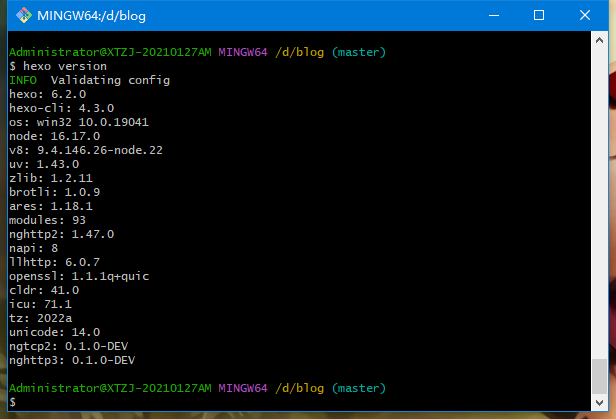 MINGW64:/d/blog
Administrator@XTZJ-20210127AM MINGW64 /d/blog (master)
$ hexo version
INFO  Validating config
hexo: 6.2.0
hexo-cli: 4.3.0
os: win32 10.0.19041
node: 16.17.0
v8: 9.4.146.26-node.22
uv: 1.43.0
zlib: 1.2.11
brotli: 1.0.9
ares: 1.18.1
modules: 93
nghttp2: 1.47.0
napi: 8
llhttp: 6.0.7
openssl: 1.1.1q+quic
cldr: 41.0
icu: 71.1
tz: 2022a
unicode: 14.0
ngtcp2: 0.1.0-DEV
nghttp3: 0.1.0-DEV
Administrator@XTZJ-20210127AM MINGW64 /d/blog (master)
$